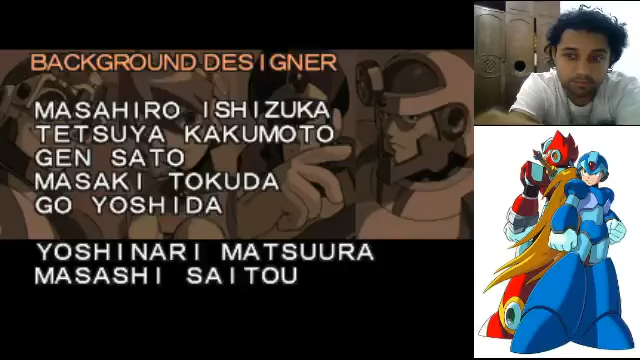 BACKGROUND DESIGNER
MASAHIRO ISHIZUKA
TETSUYA KAKUMOTO
GEN SATO
MASAKI TOKUDA
GO YOSHIDA
YOSHINARI MATSUURA
MASASHI SAITOU